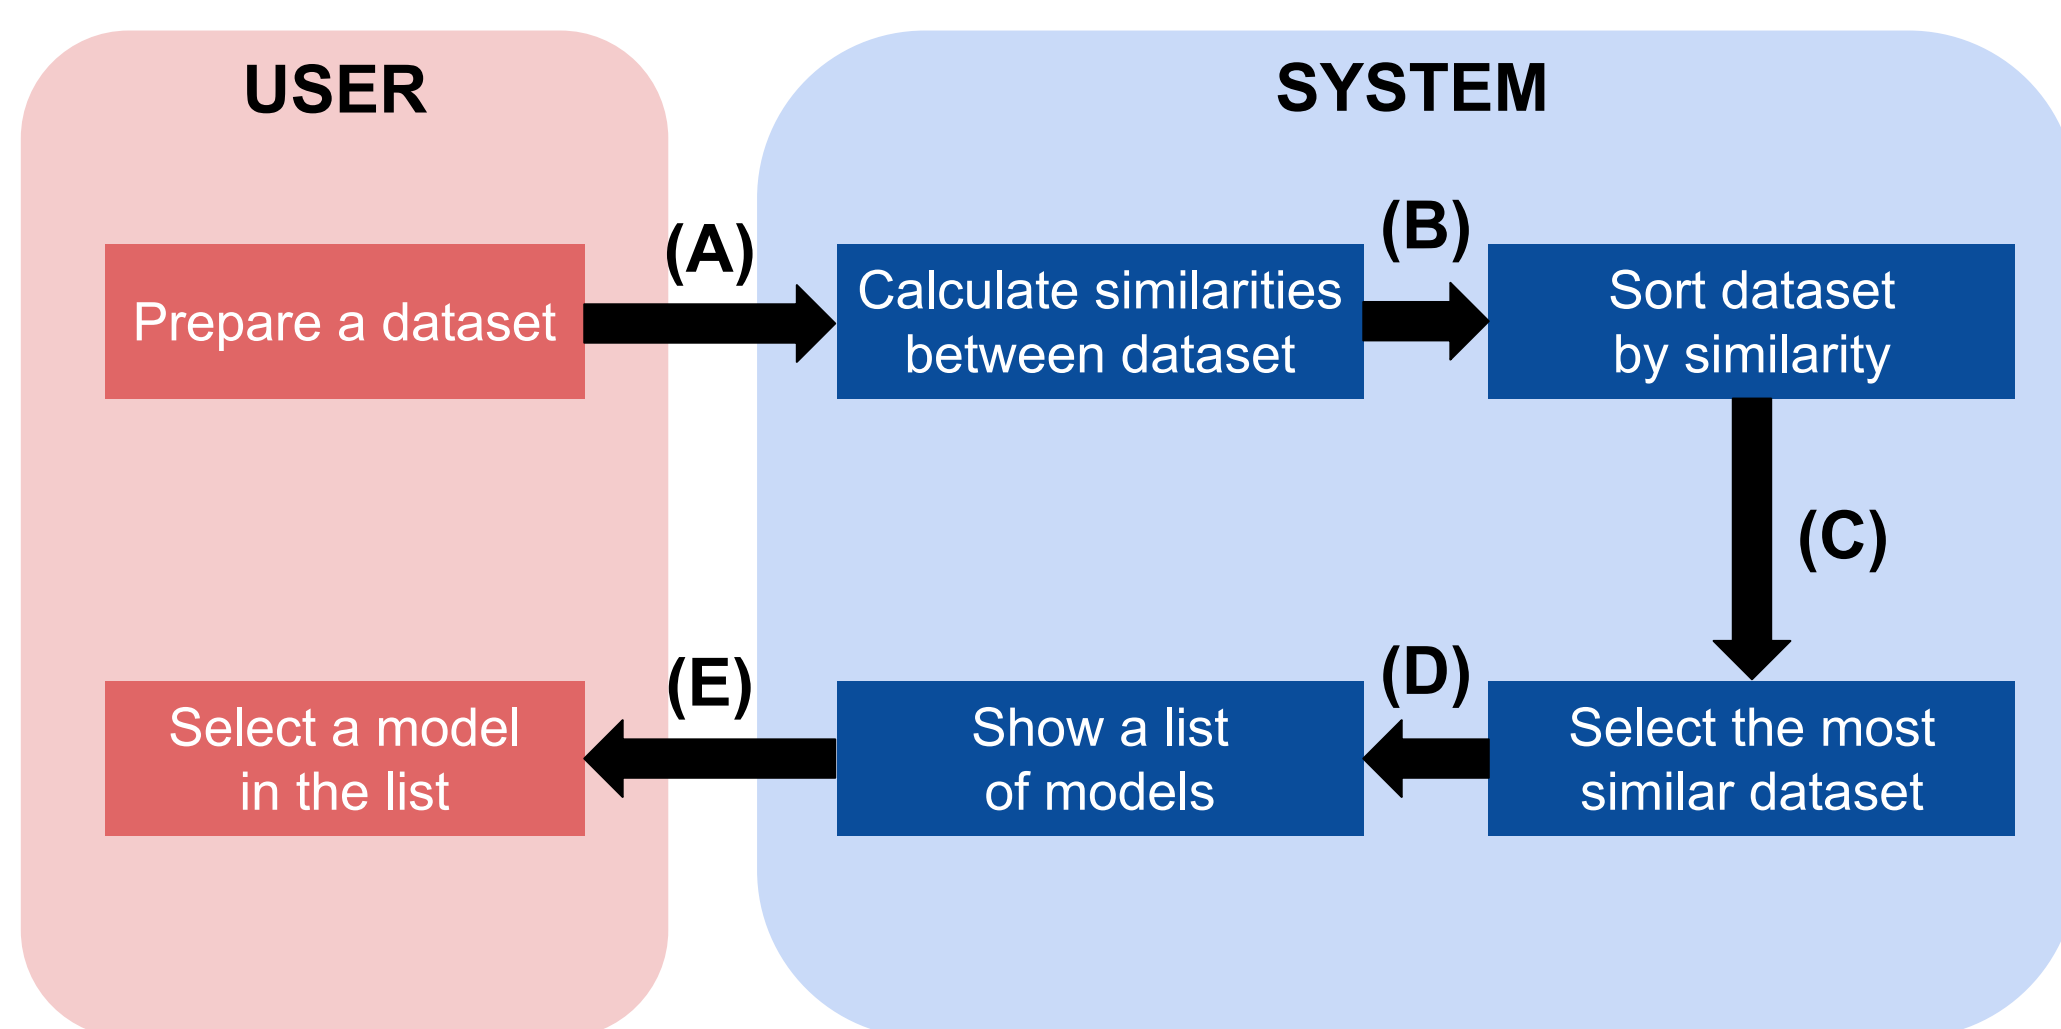 USER
SYSTEM
(A)
(B)
Prepare a dataset
Calculate similarities
between dataset
Sort dataset
by similarity
(C)
(E)
(D)
Select a model
in the list
Show a list
of models
Select the most
similar dataset